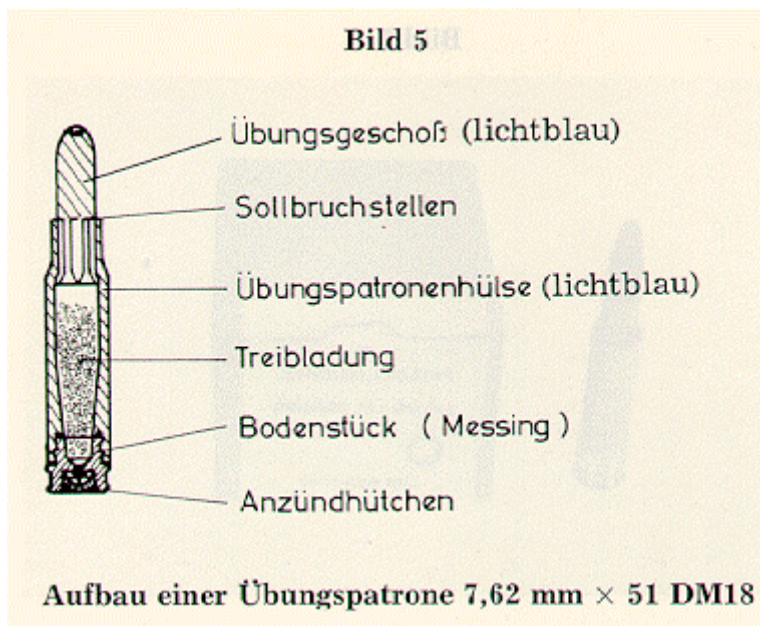 Bild 5
Übungsgeschoß (lichtblau)
Sollbruchstellen
Übungspatronenhülse (lichtblau)
Treibladung
Bodenstück ( Messing )
Anzündhütchen
Aufbau einer Übungspatrone 7,62 mm × 51 DM18